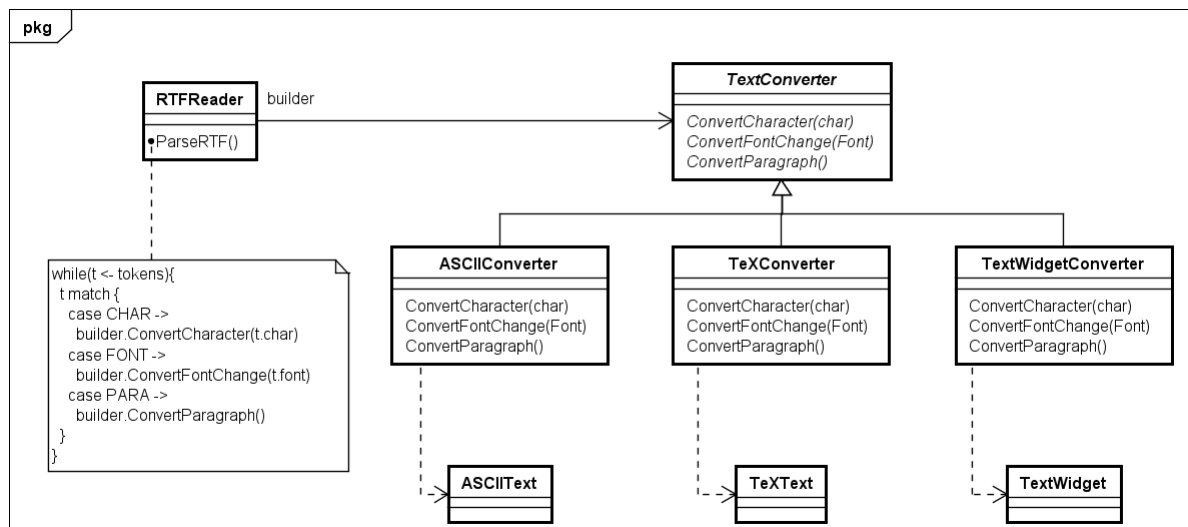 pkg
RTFReader
ParseRTF()
builder
TextConverter
ConvertCharacter(char)
ConvertFontChange(Font)
ConvertParagraph()
while(t <- tokens){
t match {
case CHAR ->
builder.ConvertCharacter(t.char)
case FONT ->
builder.ConvertFontChange(t.font)
case PARA ->
builder.ConvertParagraph()
}
}
ASCIIConverter
ConvertCharacter(char)
ConvertFontChange(Font)
ConvertParagraph()
TeXConverter
ConvertCharacter(char)
ConvertFontChange(Font)
ConvertParagraph()
TextWidgetConverter
ConvertCharacter(char)
ConvertFontChange(Font)
ConvertParagraph()
ASCIIText
TeXText
TextWidget